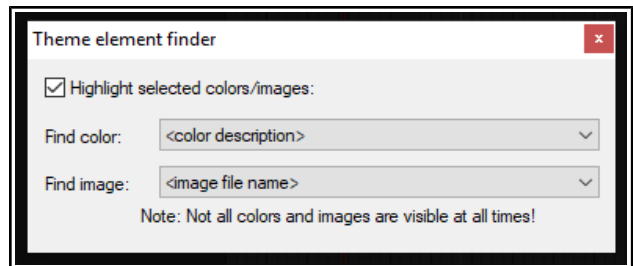 Theme element finder
Highlight selected colors/images:
Find color: <color description>
Find image: <image file name>
Note: Not all colors and images are visible at all times!